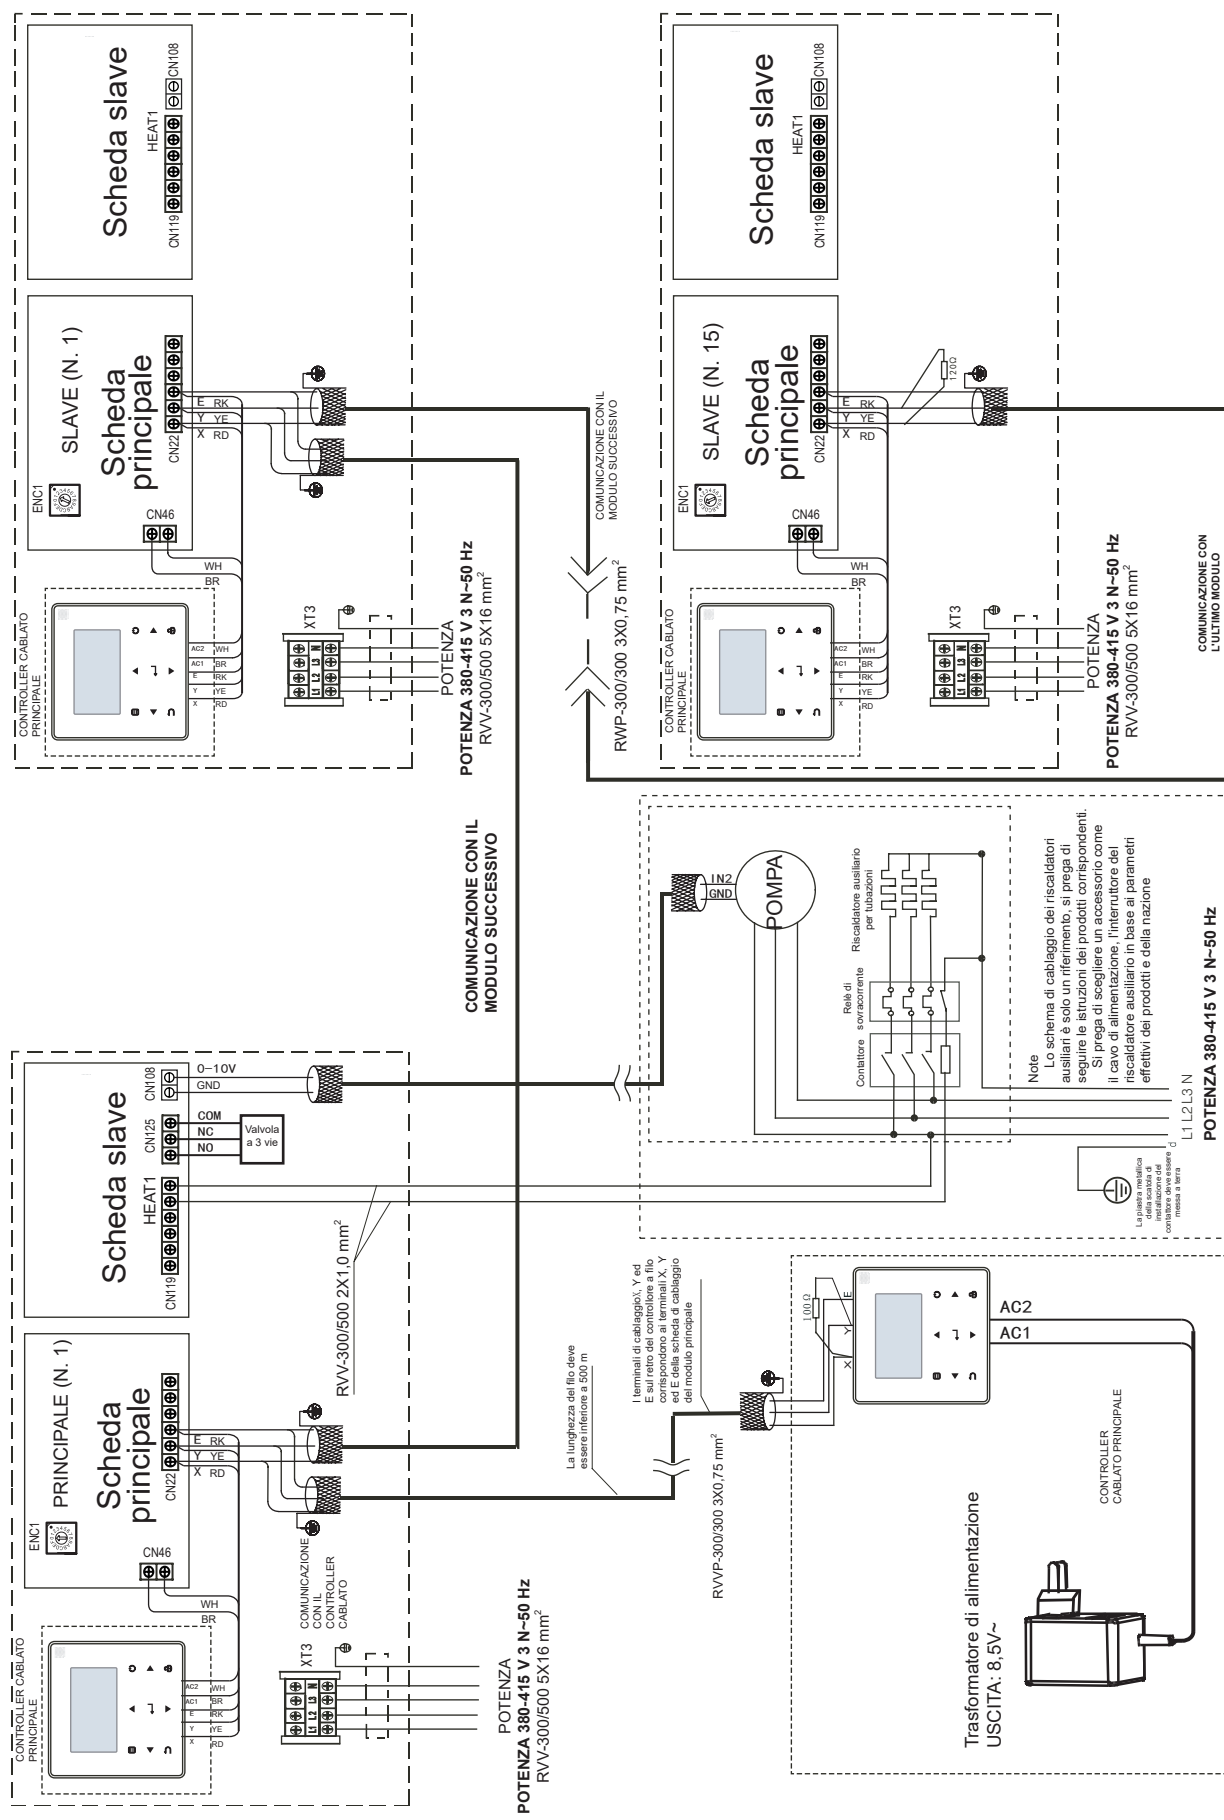 Scheda slave
HEAT1
CN119
CN108
SLAVE (N. 1)
Scheda
principale
ENC1
CN46
CN22
E RK
Y YE
X RD
WH
BR
CONTROLLER CABLATO
PRINCIPALE
AC2 WH
AC1 BR
E RK
Y YE
X RD
XT3
L1 L2 L3 N
POTENZA
POTENZA 380-415 V 3 N~50 Hz
RVV-300/500 5X16 mm²
COMUNICAZIONE CON IL
MODULO SUCCESSIVO
RWP-300/300 3X0,75 mm²
Scheda slave
HEAT1
CN119
CN108
SLAVE (N. 15)
Scheda
principale
ENC1
CN46
CN22
E RK
Y YE
X RD
120Ω
WH
BR
CONTROLLER CABLATO
PRINCIPALE
AC2 WH
AC1 BR
E RK
Y YE
X RD
XT3
L1 L2 L3 N
POTENZA
POTENZA 380-415 V 3 N~50 Hz
RVV-300/500 5X16 mm²
COMUNICAZIONE CON
L'ULTIMO MODULO
COMUNICAZIONE CON IL
MODULO SUCCESSIVO
Scheda slave
HEAT1
CN119
CN125
CN108
0-10V
GND
COM
NC
NO
Valvola
a 3 vie
RVV-300/500 2X1,0 mm²
PRINCIPALE (N. 1)
Scheda
principale
ENC1
CN46
CN22
E RK
Y YE
X RD
WH
BR
CONTROLLER CABLATO
PRINCIPALE
AC2 WH
AC1 BR
E RK
Y YE
X RD
COMUNICAZIONE
CON IL
CONTROLLER
CABLATO
XT3
L1 L2 L3 N
POTENZA
POTENZA 380-415 V 3 N~50 Hz
RVV-300/500 5X16 mm²
POMPA
IN2
GND
Riscaldatore ausiliario
per tubazioni
Relè di
sovracorrente
Contattore
Note
Lo schema di cablaggio dei riscaldatori
ausiliari è solo un riferimento, si prega di
seguire le istruzioni dei prodotti corrispondenti.
Si prega di scegliere un accessorio come
il cavo di alimentazione, l'interruttore del
riscaldatore ausiliario in base ai parametri
effettivi dei prodotti e della nazione
L1 L2 L3 N
POTENZA 380-415 V 3 N~50 Hz
d
La piastra metallica
della scatola di
installazione del
contattore deve essere
messa a terra
La lunghezza del filo deve
essere inferiore a 500 m
I terminali di cablaggio X, Y ed
E sul retro del controllore a filo
corrispondono ai terminali X, Y
ed E della scheda di cablaggio
del modulo principale
RVVP-300/300 3X0,75 mm²
100Ω
X Y E
AC2
AC1
CONTROLLER
CABLATO PRINCIPALE
Trasformatore di alimentazione
USCITA: 8,5V~